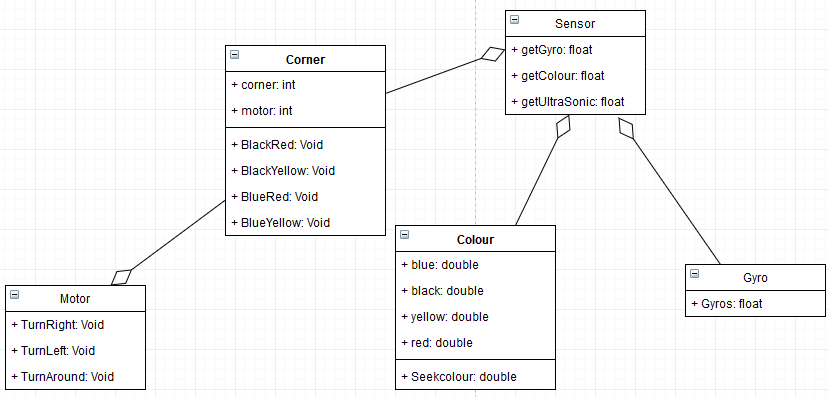 Sensor
+ getGyro: float
+ getColour: float
+ getUltraSonic: float
Corner
+ corner: int
+ motor: int
+ BlackRed: Void
+ BlackYellow: Void
+ BlueRed: Void
+ BlueYellow: Void
Colour
+ blue: double
+ black: double
+ yellow: double
+ red: double
+ Seekcolour: double
Gyro
+ Gyros: float
Motor
+ TurnRight: Void
+ TurnLeft: Void
+ TurnAround: Void